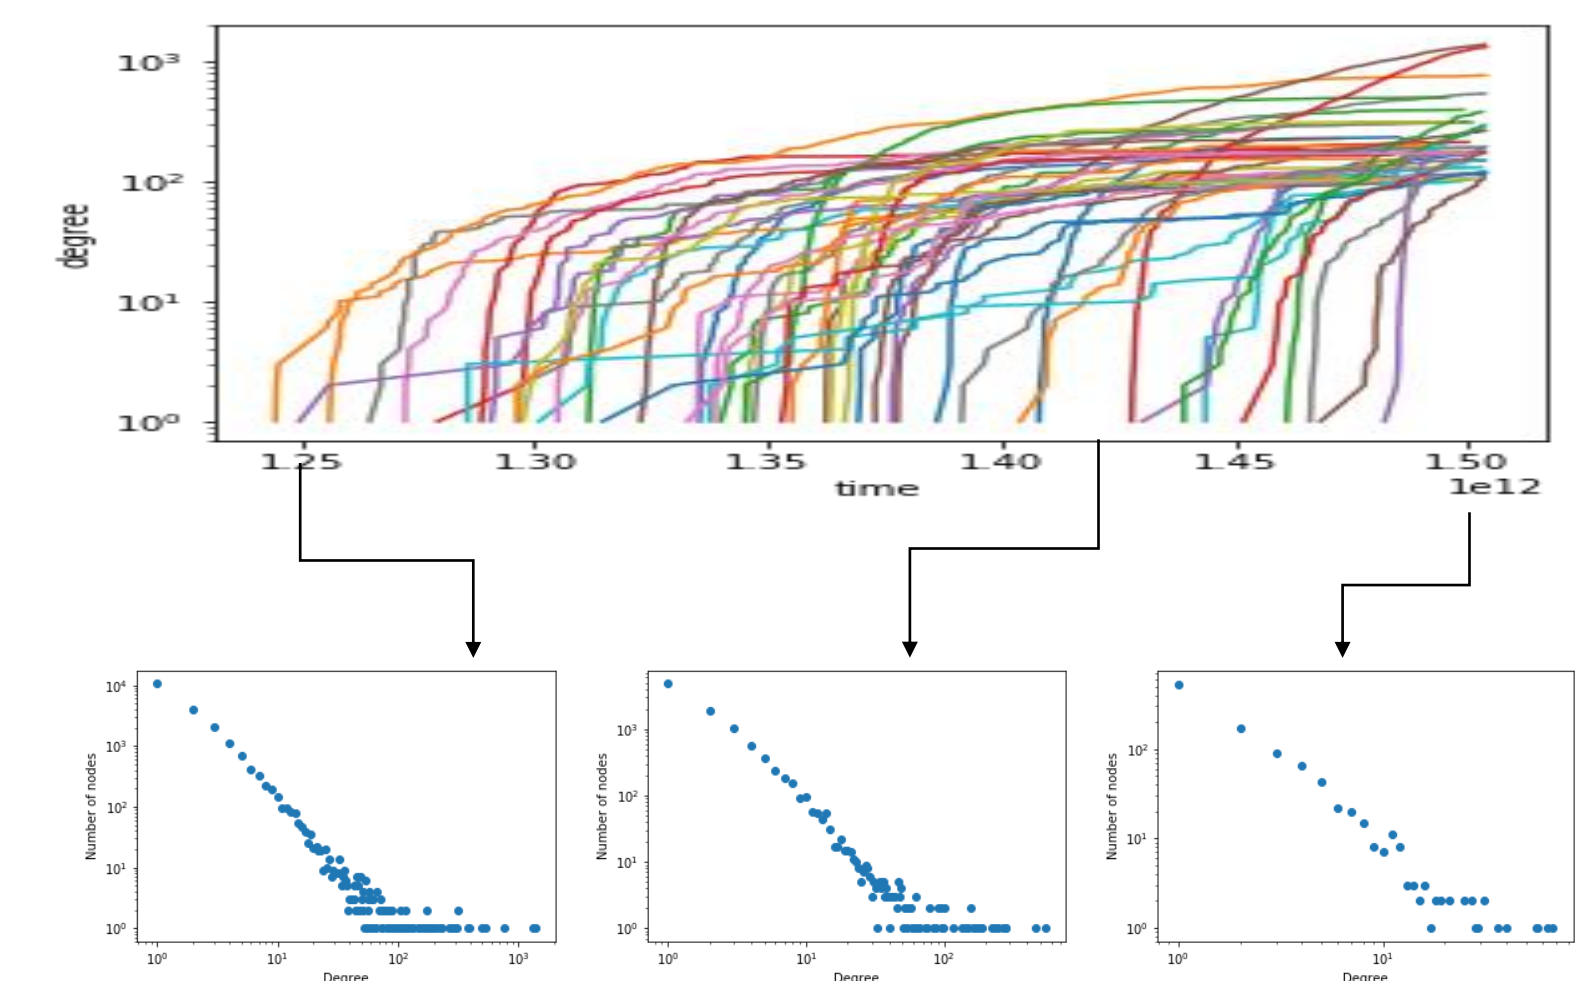 10³
10²
10¹
10⁰
degree
1.25 1.30 1.35 1.40 1.45 1.50
time
1e12
10⁴
10³
10²
10¹
10⁰
Number of nodes
10⁰ 10¹ 10² 10³
Degree
10³
10²
10¹
10⁰
Number of nodes
10⁰ 10¹ 10²
Degree
10²
10¹
10⁰
Number of nodes
10⁰ 10¹
Degree